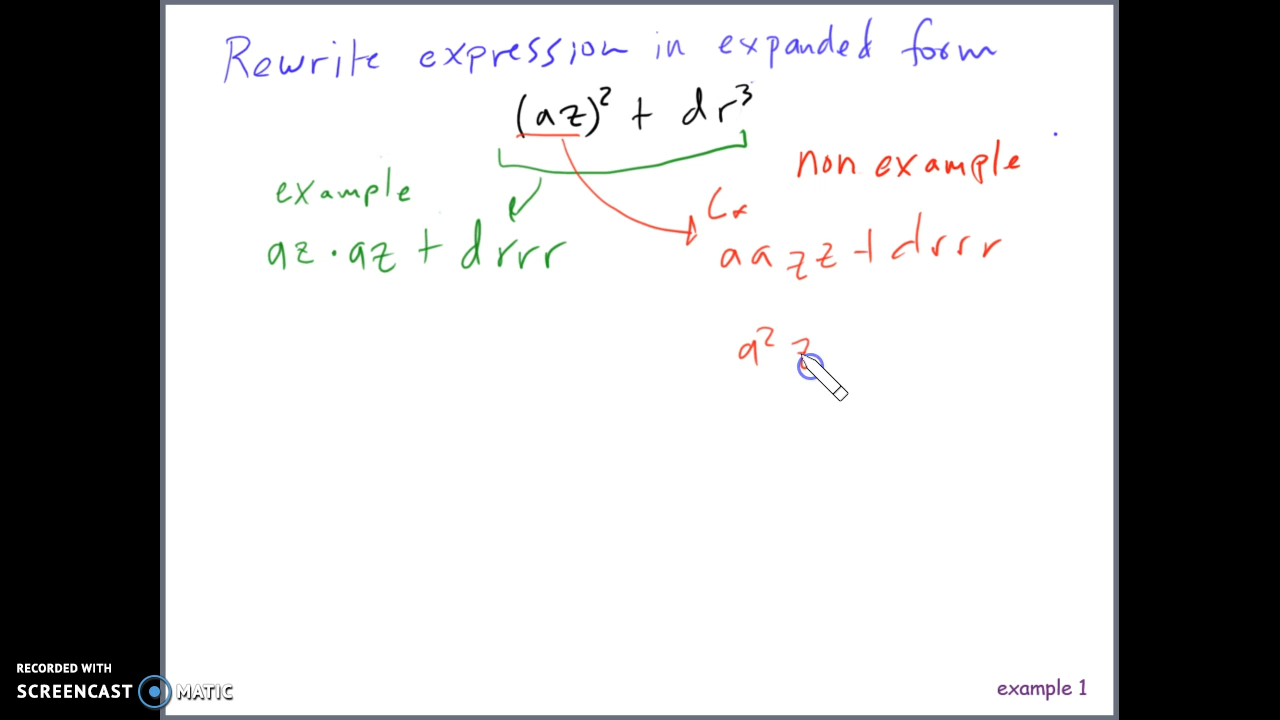 Rewrite expression in expanded form
(az)² + dr³
non example
example
az · az + drrr
aazz + drrr
a² z
RECORDED WITH
SCREENCAST MATIC
example 1